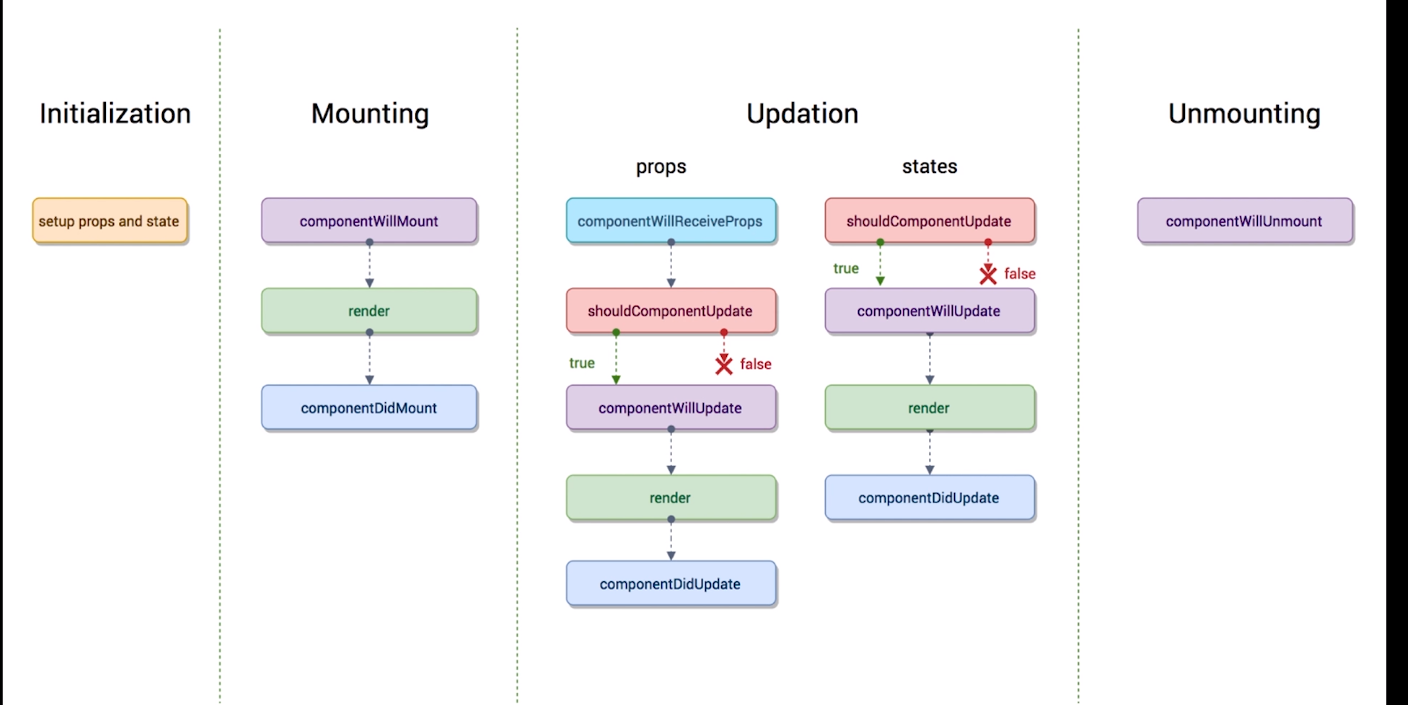 Initialization
setup props and state
Mounting
componentWillMount
render
componentDidMount
Updation
props
componentWillReceiveProps
shouldComponentUpdate
true
false
componentWillUpdate
render
componentDidUpdate
states
shouldComponentUpdate
true
false
componentWillUpdate
render
componentDidUpdate
Unmounting
componentWillUnmount